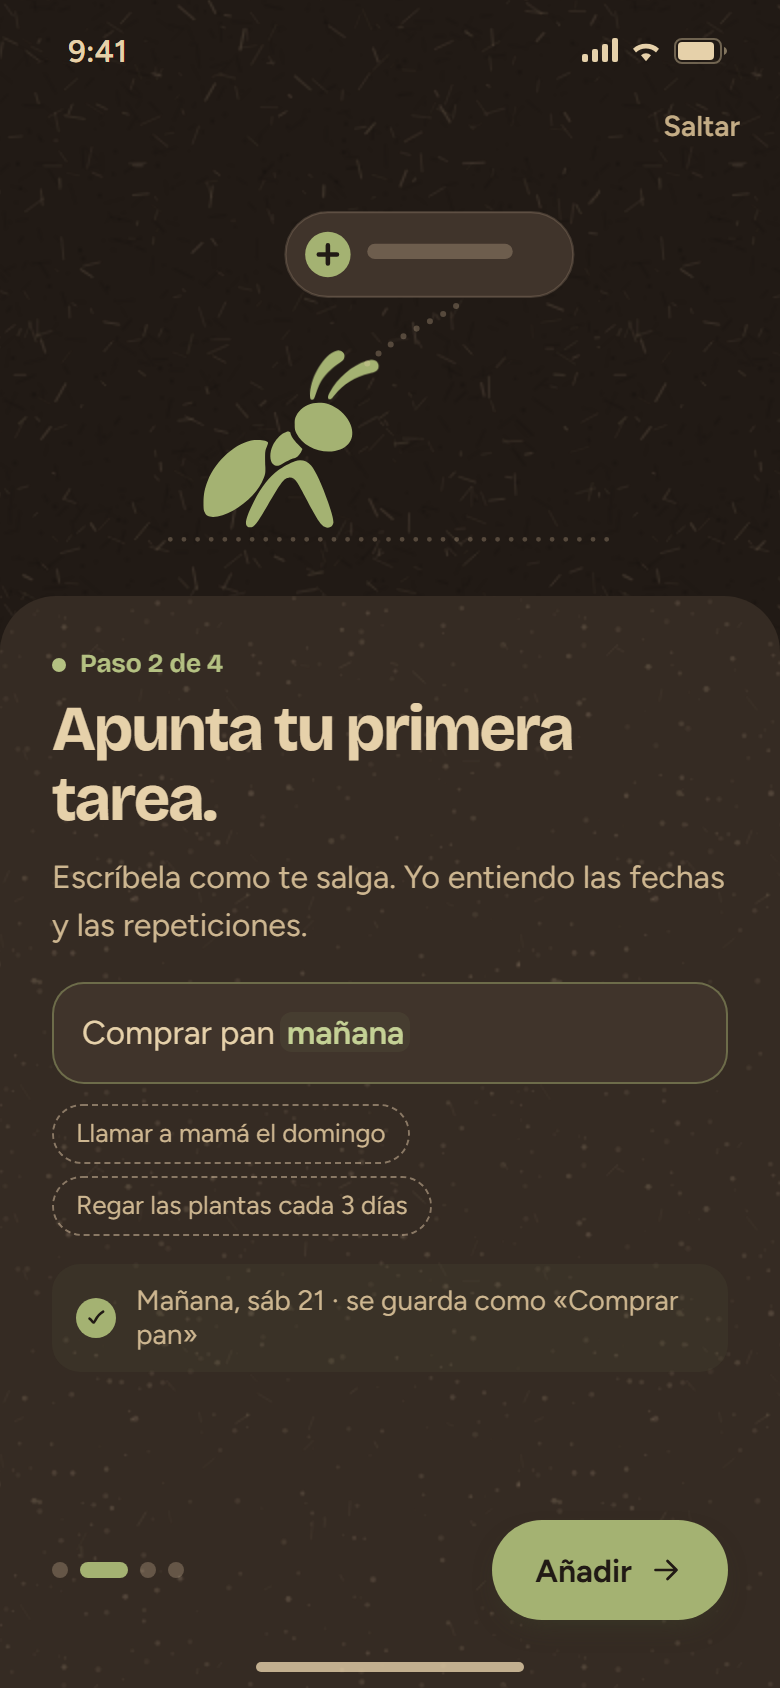 9:41
Saltar
Paso 2 de 4
Apunta tu primera
tarea.
Escríbela como te salga. Yo entiendo las fechas
y las repeticiones.
Comprar pan mañana
Llamar a mamá el domingo
Regar las plantas cada 3 días
Mañana, sáb 21 · se guarda como «Comprar
pan»
Añadir →